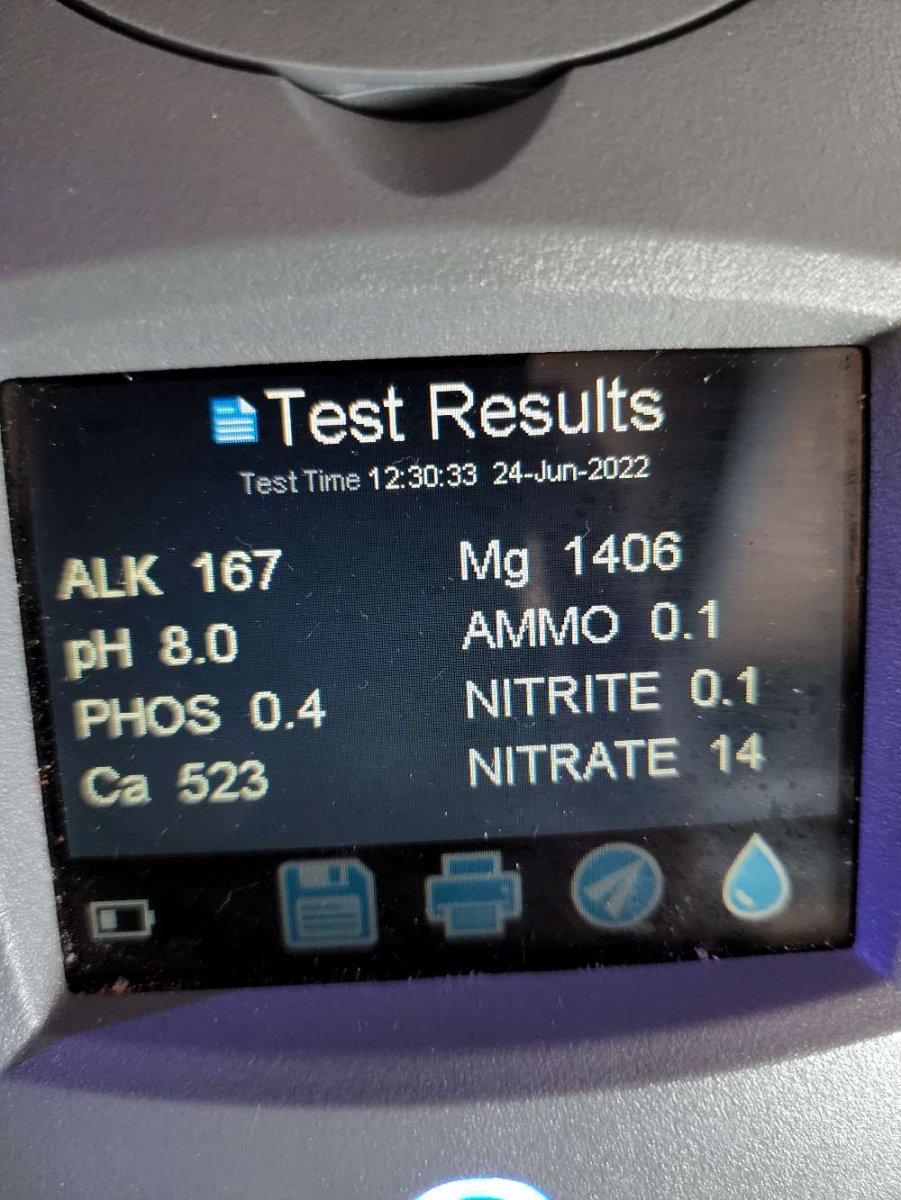 Test Results
Test Time 12:30:33 24-Jun-2022
ALK 167
pH 8.0
PHOS 0.4
Ca 523
Mg 1406
AMMO 0.1
NITRITE 0.1
NITRATE 14